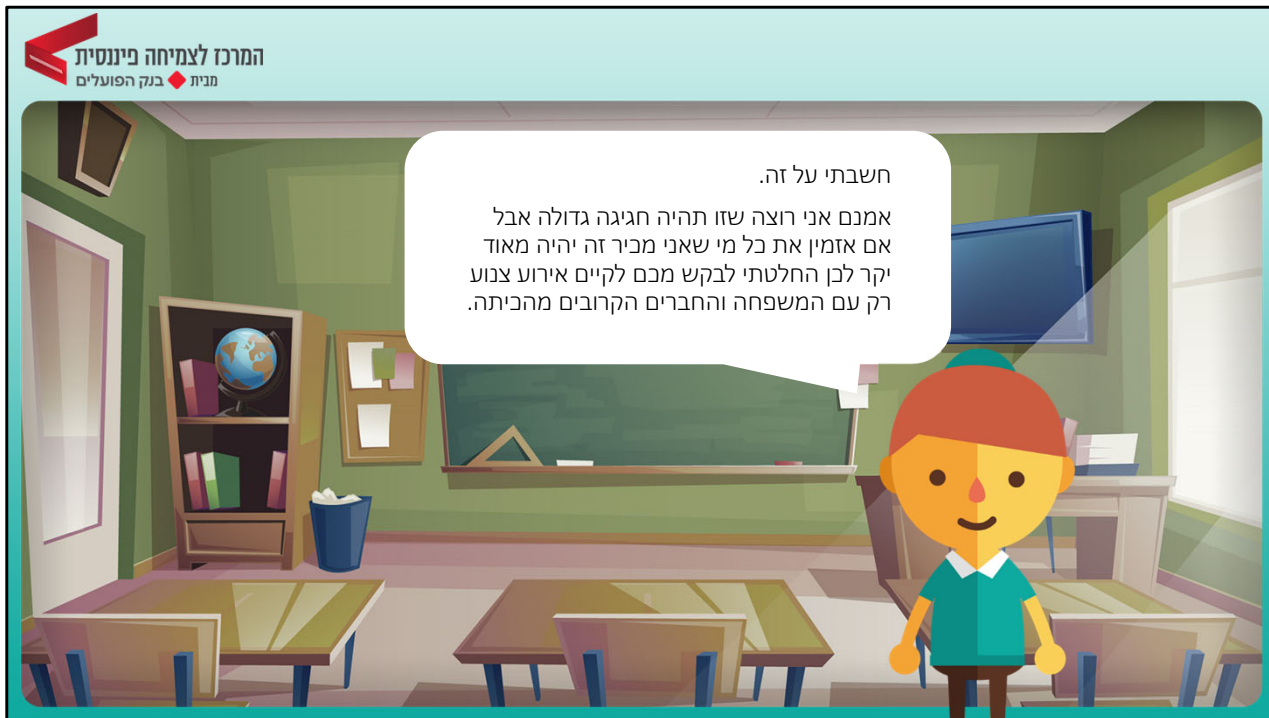 המרכז לצמיחה פיננסית
מבית בנק הפועלים
חשבתי על זה.
אמנם אני רוצה שזו תהיה חגיגה גדולה אבל
אם אזמין את כל מי שאני מכיר זה יהיה מאוד
יקר לכן החלטתי לבקש מכם לקיים אירוע צנוע
רק עם המשפחה והחברים הקרובים מהכיתה.